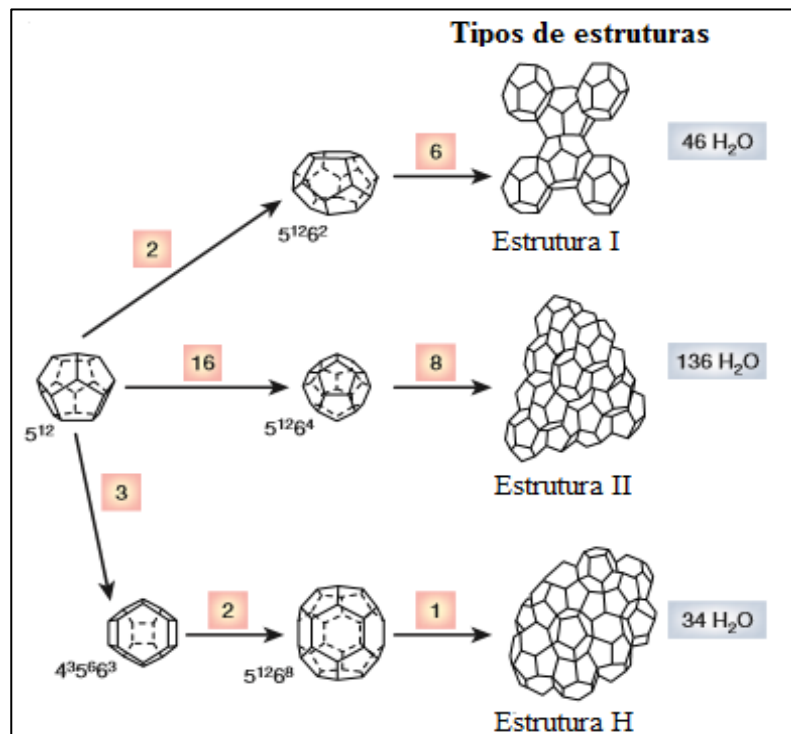 Tipos de estruturas
6
46 H₂O
5¹²6²
Estrutura I
2
16
8
136 H₂O
5¹²
5¹²6⁴
Estrutura II
3
2
1
34 H₂O
4³5⁶6³
5¹²6⁸
Estrutura H